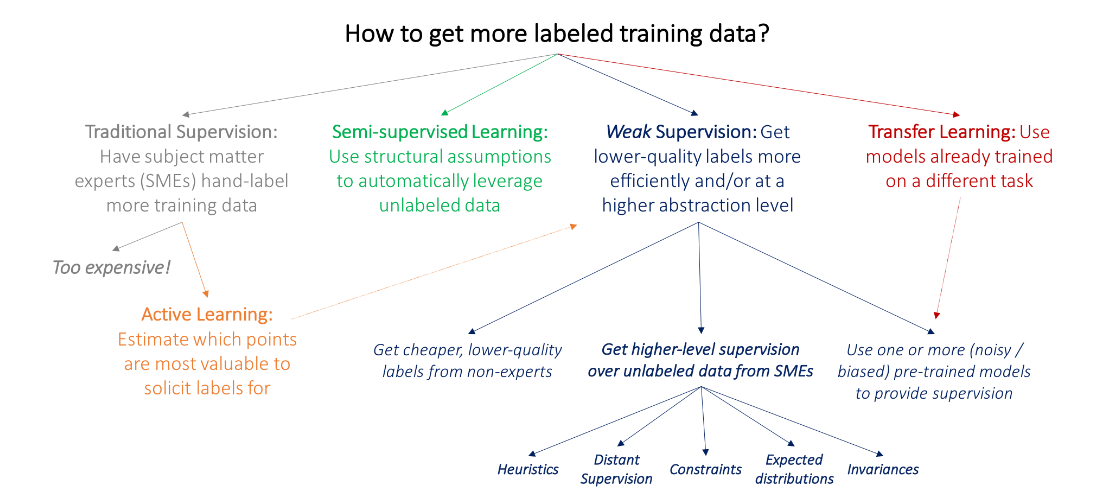 How to get more labeled training data?
Traditional Supervision:
Have subject matter
experts (SMEs) hand-label
more training data
Semi-supervised Learning:
Use structural assumptions
to automatically leverage
unlabeled data
Weak Supervision: Get
lower-quality labels more
efficiently and/or at a
higher abstraction level
Transfer Learning: Use
models already trained
on a different task
Too expensive!
Active Learning:
Estimate which points
are most valuable to
solicit labels for
Get cheaper, lower-quality
labels from non-experts
Get higher-level supervision
over unlabeled data from SMEs
Use one or more (noisy /
biased) pre-trained models
to provide supervision
Heuristics
Distant
Supervision
Constraints
Expected
distributions
Invariances